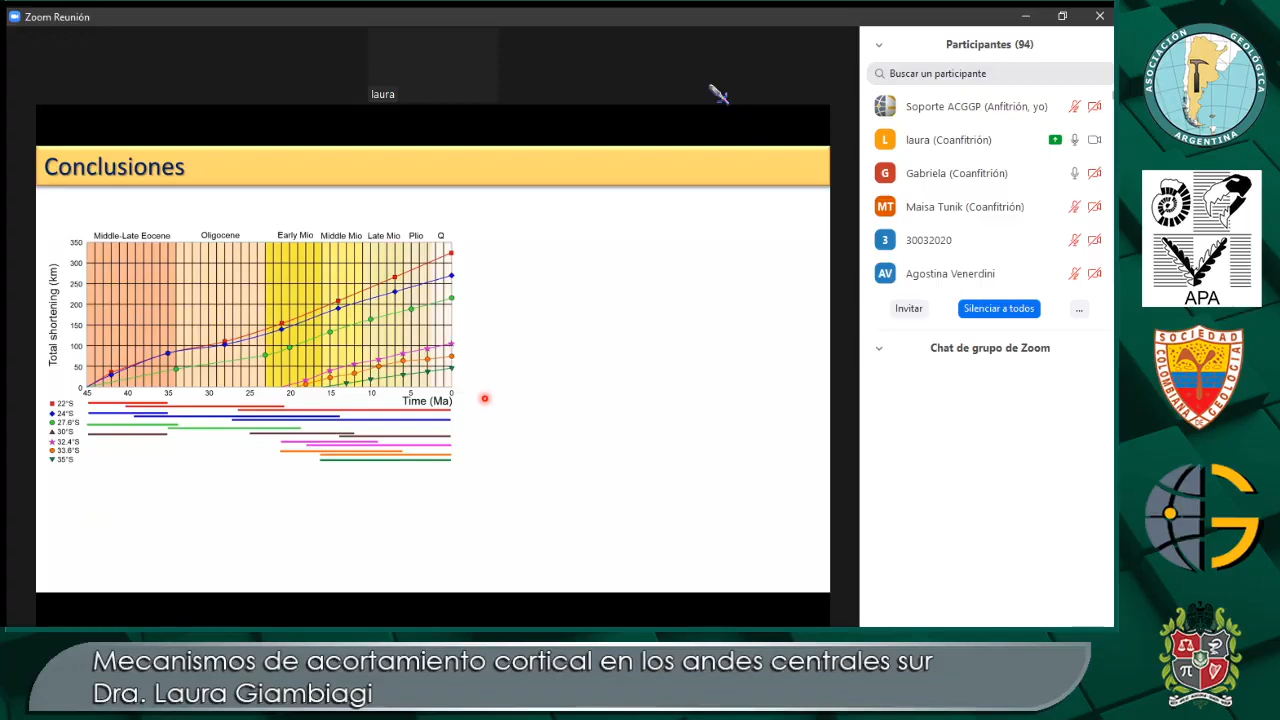 Zoom Reunión
laura
Conclusiones
Middle-Late Eocene Oligocene Early Mio Middle Mio Late Mio Plio Q
Total shortening (km)
350
300
250
200
150
100
50
0
45 40 35 30 25 20 15 10 5 0
Time (Ma)
22°S
24°S
27.6°S
30°S
32.4°S
33.6°S
35°S
Participantes (94)
Buscar un participante
Soporte ACGGP (Anfitrión, yo)
L laura (Coanfitrión)
G Gabriela (Coanfitrión)
MT Maisa Tunik (Coanfitrión)
3 30032020
AV Agostina Venerdini
Invitar Silenciar a todos ...
Chat de grupo de Zoom
ASOCIACIÓN GEOLÓGICA
ARGENTINA
APA
SOCIEDAD
COLOMBIANA
DE
GEOLOGIA
G
Mecanismos de acortamiento cortical en los andes centrales sur
Dra. Laura Giambiagi